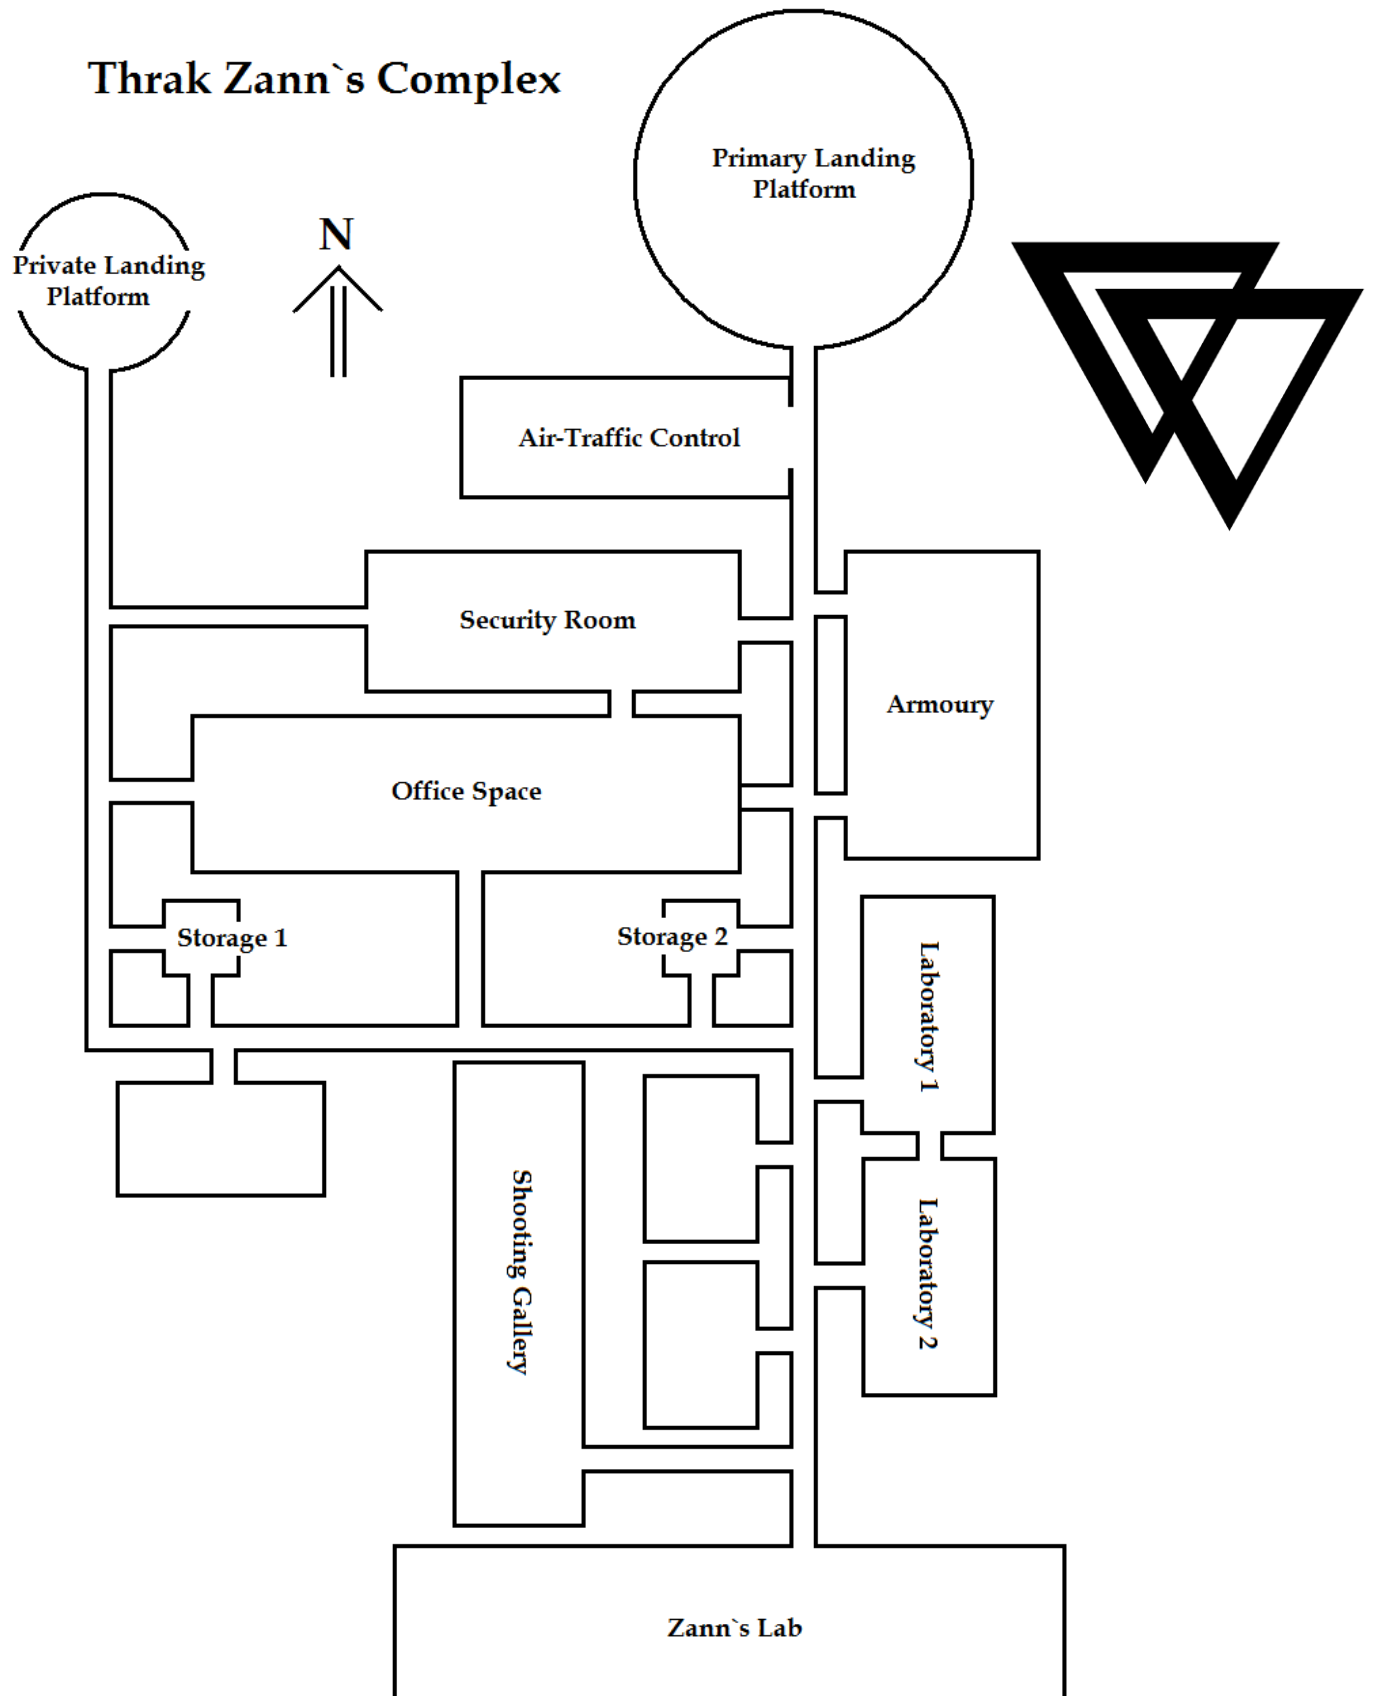 Thrak Zann`s Complex
Primary Landing
Platform
N
Private Landing
Platform
Air-Traffic Control
Security Room
Armoury
Office Space
Storage 1
Storage 2
Laboratory 1
Shooting Gallery
Laboratory 2
Zann`s Lab